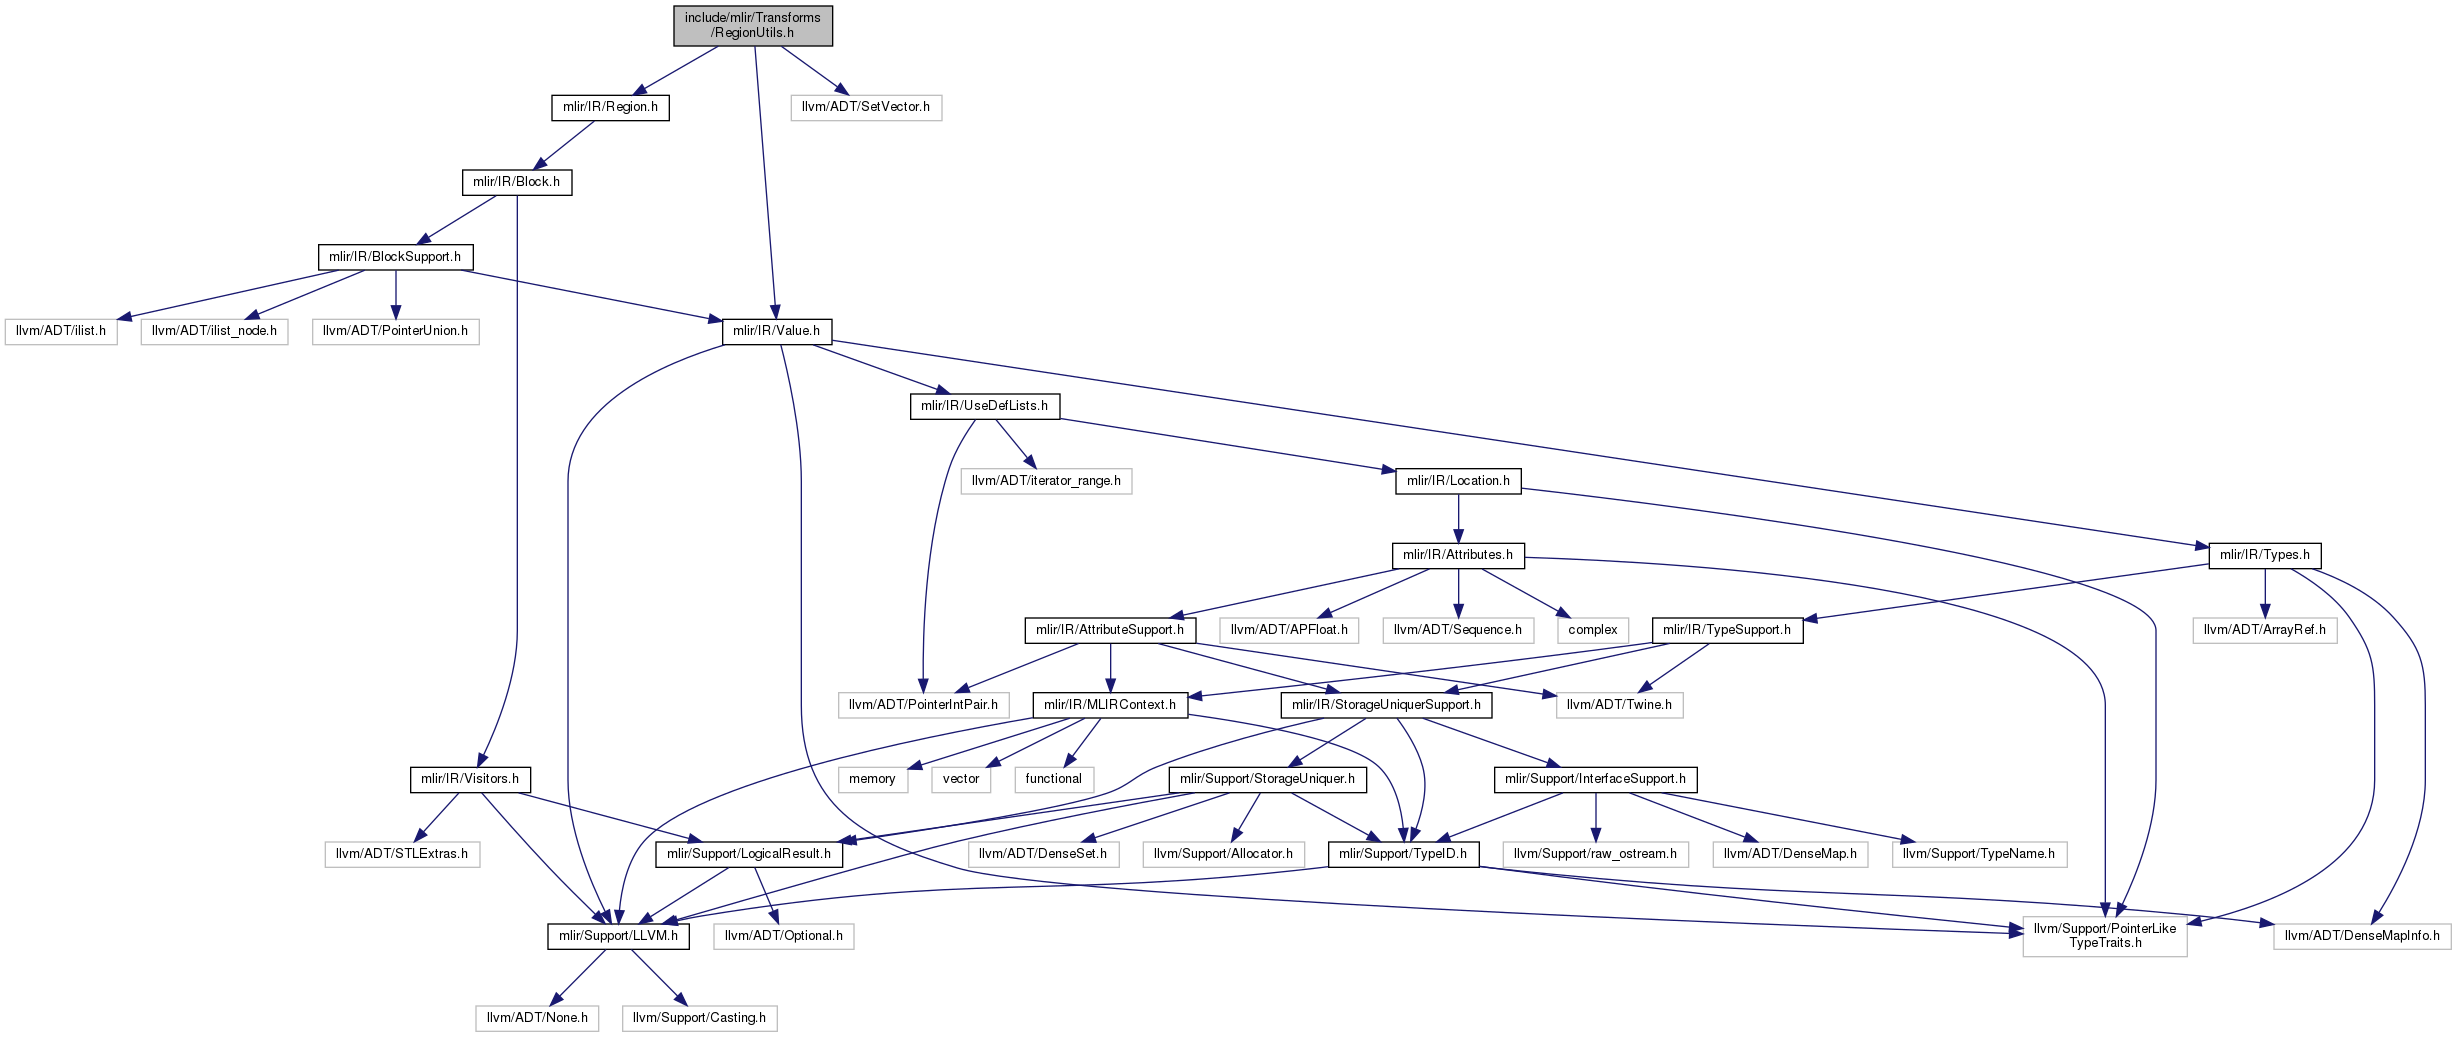 include/mlir/Transforms
/RegionUtils.h
mlir/IR/Region.h
llvm/ADT/SetVector.h
mlir/IR/Block.h
mlir/IR/BlockSupport.h
llvm/ADT/ilist.h
llvm/ADT/ilist_node.h
llvm/ADT/PointerUnion.h
mlir/IR/Value.h
mlir/IR/UseDefLists.h
llvm/ADT/iterator_range.h
mlir/IR/Location.h
mlir/IR/Attributes.h
mlir/IR/Types.h
mlir/IR/AttributeSupport.h
llvm/ADT/APFloat.h
llvm/ADT/Sequence.h
complex
mlir/IR/TypeSupport.h
llvm/ADT/ArrayRef.h
llvm/ADT/PointerIntPair.h
mlir/IR/MLIRContext.h
mlir/IR/StorageUniquerSupport.h
llvm/ADT/Twine.h
mlir/IR/Visitors.h
memory
vector
functional
mlir/Support/StorageUniquer.h
mlir/Support/InterfaceSupport.h
llvm/ADT/STLExtras.h
mlir/Support/LogicalResult.h
llvm/ADT/DenseSet.h
llvm/Support/Allocator.h
mlir/Support/TypeID.h
llvm/Support/raw_ostream.h
llvm/ADT/DenseMap.h
llvm/Support/TypeName.h
mlir/Support/LLVM.h
llvm/ADT/Optional.h
llvm/Support/PointerLike
TypeTraits.h
llvm/ADT/DenseMapInfo.h
llvm/ADT/None.h
llvm/Support/Casting.h